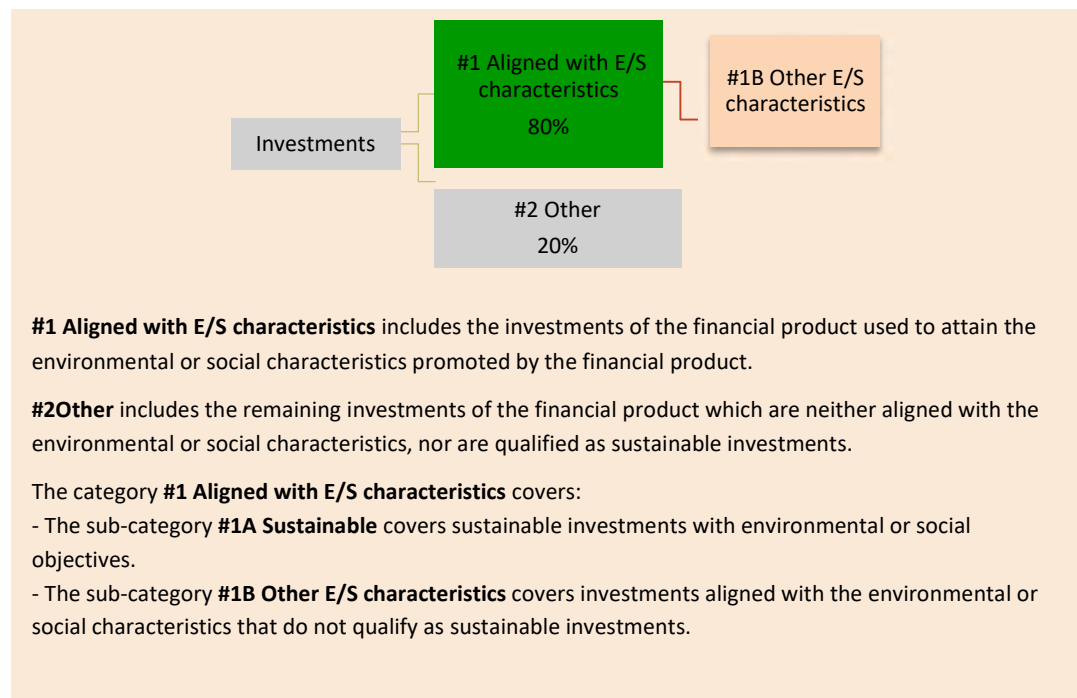 #1 Aligned with E/S
characteristics
80%
#1B Other E/S
characteristics
Investments
#2 Other
20%
#1 Aligned with E/S characteristics includes the investments of the financial product used to attain the
environmental or social characteristics promoted by the financial product.
#2Other includes the remaining investments of the financial product which are neither aligned with the
environmental or social characteristics, nor are qualified as sustainable investments.
The category #1 Aligned with E/S characteristics covers:
- The sub-category #1A Sustainable covers sustainable investments with environmental or social
objectives.
- The sub-category #1B Other E/S characteristics covers investments aligned with the environmental or
social characteristics that do not qualify as sustainable investments.